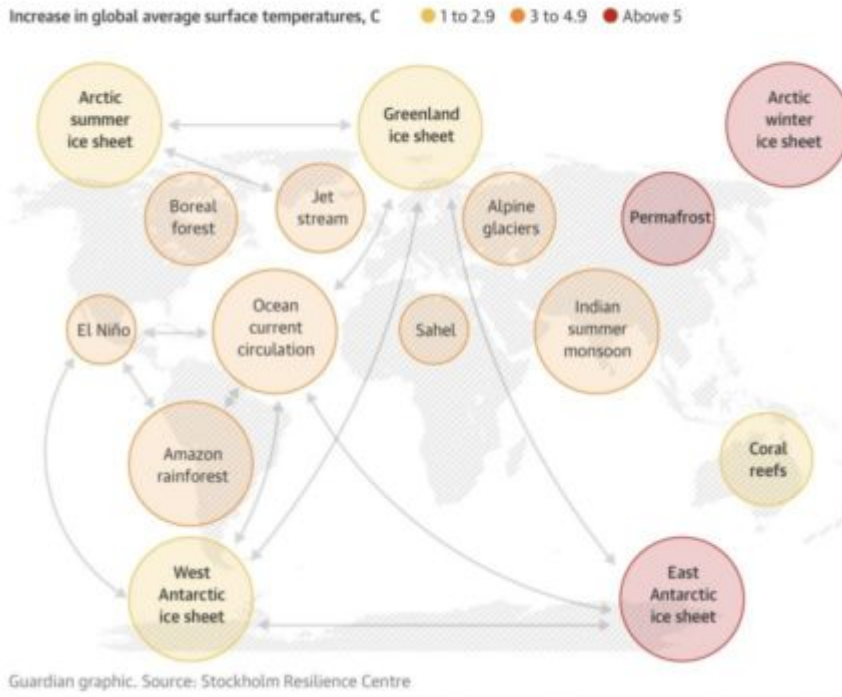 Increase in global average surface temperatures, C
1 to 2.9
3 to 4.9
Above 5
Arctic
summer
ice sheet
Greenland
ice sheet
Arctic
winter
ice sheet
Boreal
forest
Jet
stream
Alpine
glaciers
Permafrost
El Niño
Ocean
current
circulation
Sahel
Indian
summer
monsoon
Amazon
rainforest
Coral
reefs
West
Antarctic
ice sheet
East
Antarctic
ice sheet
Guardian graphic. Source: Stockholm Resilience Centre